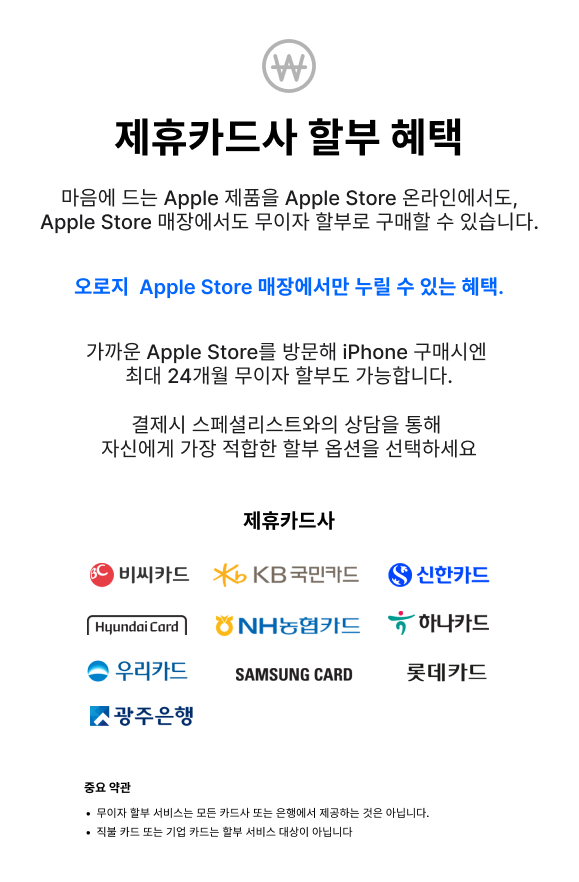 제휴카드사 할부 혜택
마음에 드는 Apple 제품을 Apple Store 온라인에서도,
Apple Store 매장에서도 무이자 할부로 구매할 수 있습니다.
오로지 Apple Store 매장에서만 누릴 수 있는 혜택.
가까운 Apple Store를 방문해 iPhone 구매시엔
최대 24개월 무이자 할부도 가능합니다.
결제시 스페셜리스트와의 상담을 통해
자신에게 가장 적합한 할부 옵션을 선택하세요
제휴카드사
BC 비씨카드 Kb KB국민카드 S 신한카드
Hyundai Card NH농협카드 하나카드
우리카드 SAMSUNG CARD 롯데카드
광주은행
중요 약관
• 무이자 할부 서비스는 모든 카드사 또는 은행에서 제공하는 것은 아닙니다.
• 직불 카드 또는 기업 카드는 할부 서비스 대상이 아닙니다